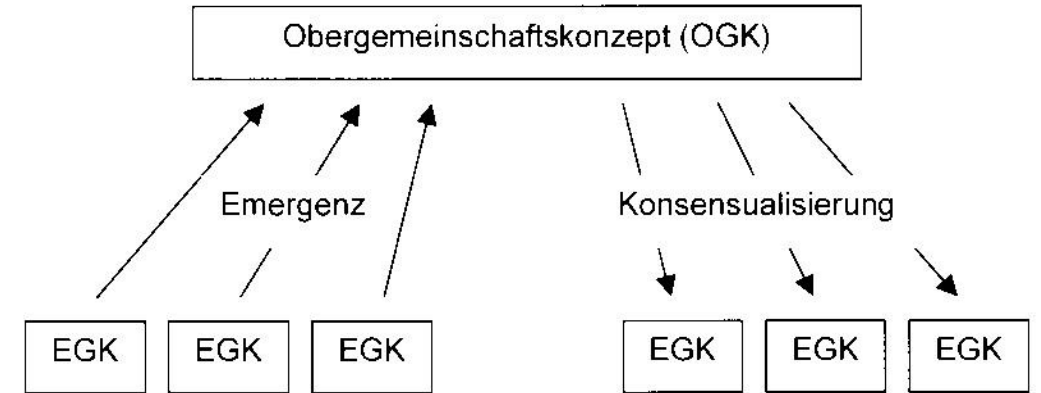 Obergemeinschaftskonzept (OGK)
Emergenz Konsensualisierung
EGK EGK EGK EGK EGK EGK